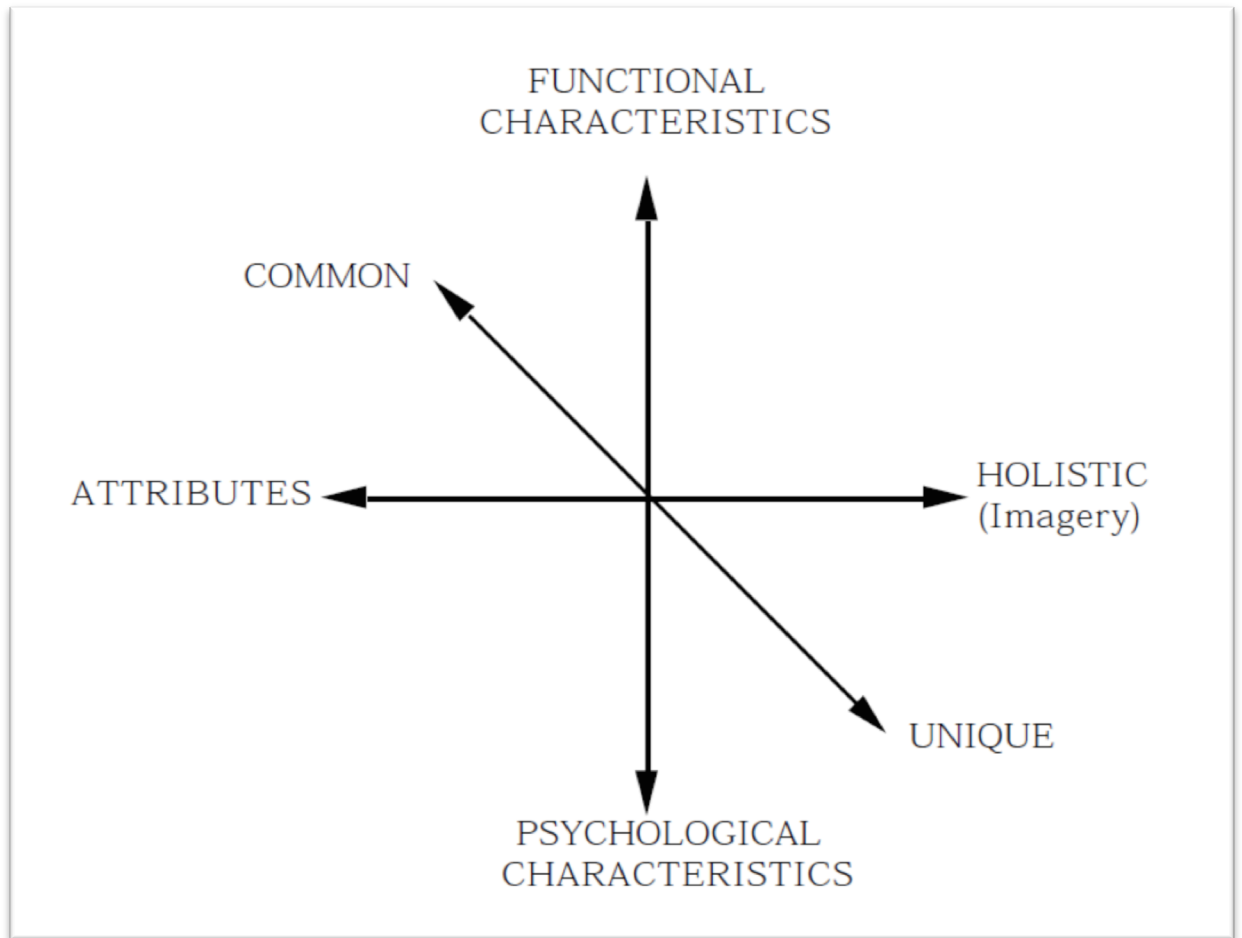 FUNCTIONAL
CHARACTERISTICS
COMMON
ATTRIBUTES
HOLISTIC
(Imagery)
UNIQUE
PSYCHOLOGICAL
CHARACTERISTICS